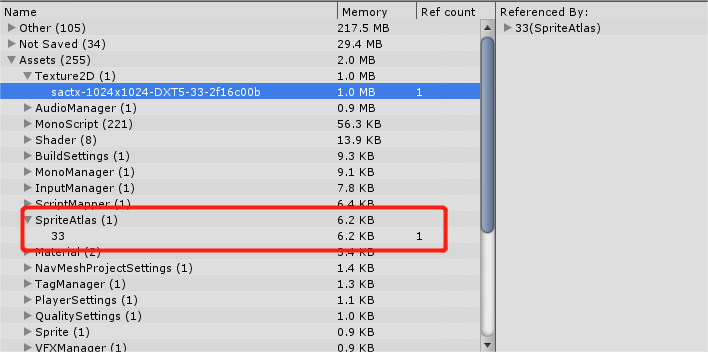 Name Memory Ref count Referenced By:
Other (105) 217.5 MB 33(SpriteAtlas)
Not Saved (34) 29.4 MB
Assets (255) 2.0 MB
Texture2D (1) 1.0 MB
sactx-1024x1024-DXT5-33-2f16c00b 1.0 MB 1
AudioManager (1) 0.9 MB
MonoScript (221) 56.3 KB
Shader (8) 13.9 KB
BuildSettings (1) 9.3 KB
MonoManager (1) 9.1 KB
InputManager (1) 7.8 KB
ScriptMapper (1) 6.4 KB
SpriteAtlas (1) 6.2 KB
33 6.2 KB 1
Material (2) 3.4 KB
NavMeshProjectSettings (1) 1.4 KB
TagManager (1) 1.3 KB
PlayerSettings (1) 1.1 KB
QualitySettings (1) 1.0 KB
Sprite (1) 0.9 KB
VFXManager (1) 0.9 KB